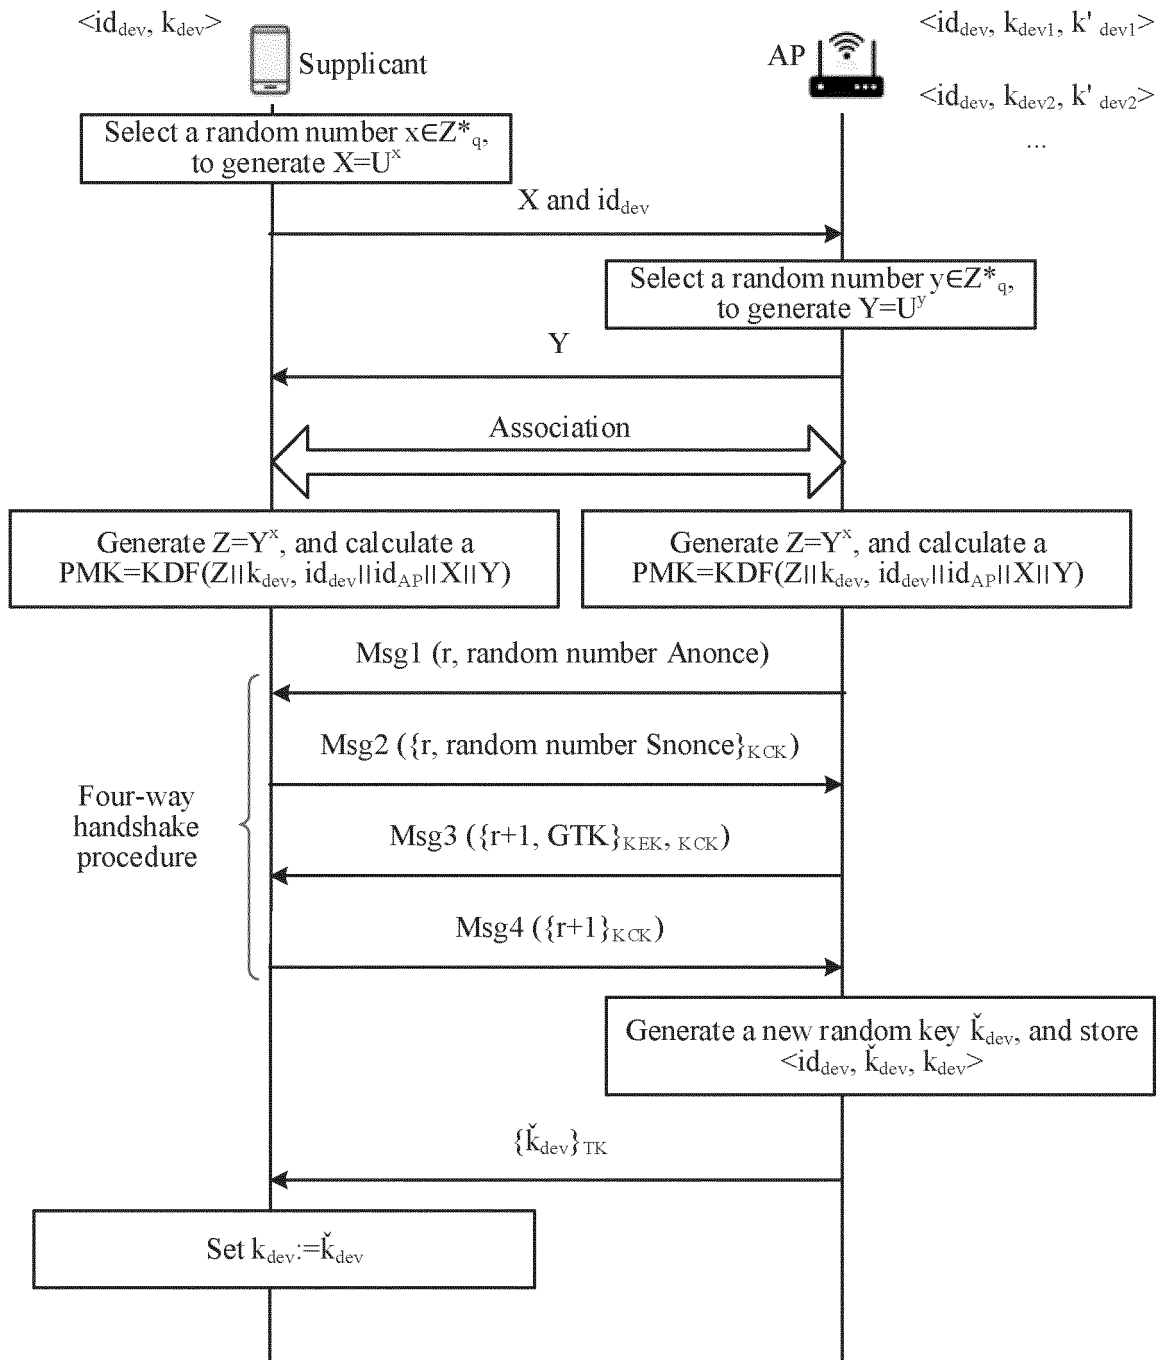 <id_dev, k_dev>
Supplicant
AP
<id_dev, k_dev1, k' _dev1>
<id_dev, k_dev2, k' _dev2>
...
Select a random number x∈Z*_q,
to generate X=U^x
X and id_dev
Select a random number y∈Z*_q,
to generate Y=U^y
Y
Association
Generate Z=Y^x, and calculate a
PMK=KDF(Z||k_dev, id_dev||id_AP||X||Y)
Generate Z=Y^x, and calculate a
PMK=KDF(Z||k_dev, id_dev||id_AP||X||Y)
Msg1 (r, random number Anonce)
Msg2 ({r, random number Snonce}_KCK)
Four-way
handshake
procedure
Msg3 ({r+1, GTK}_KEK, KCK)
Msg4 ({r+1}_KCK)
Generate a new random key ǩ_dev, and store
<id_dev, ǩ_dev, k_dev>
{ǩ_dev}_TK
Set k_dev:=ǩ_dev